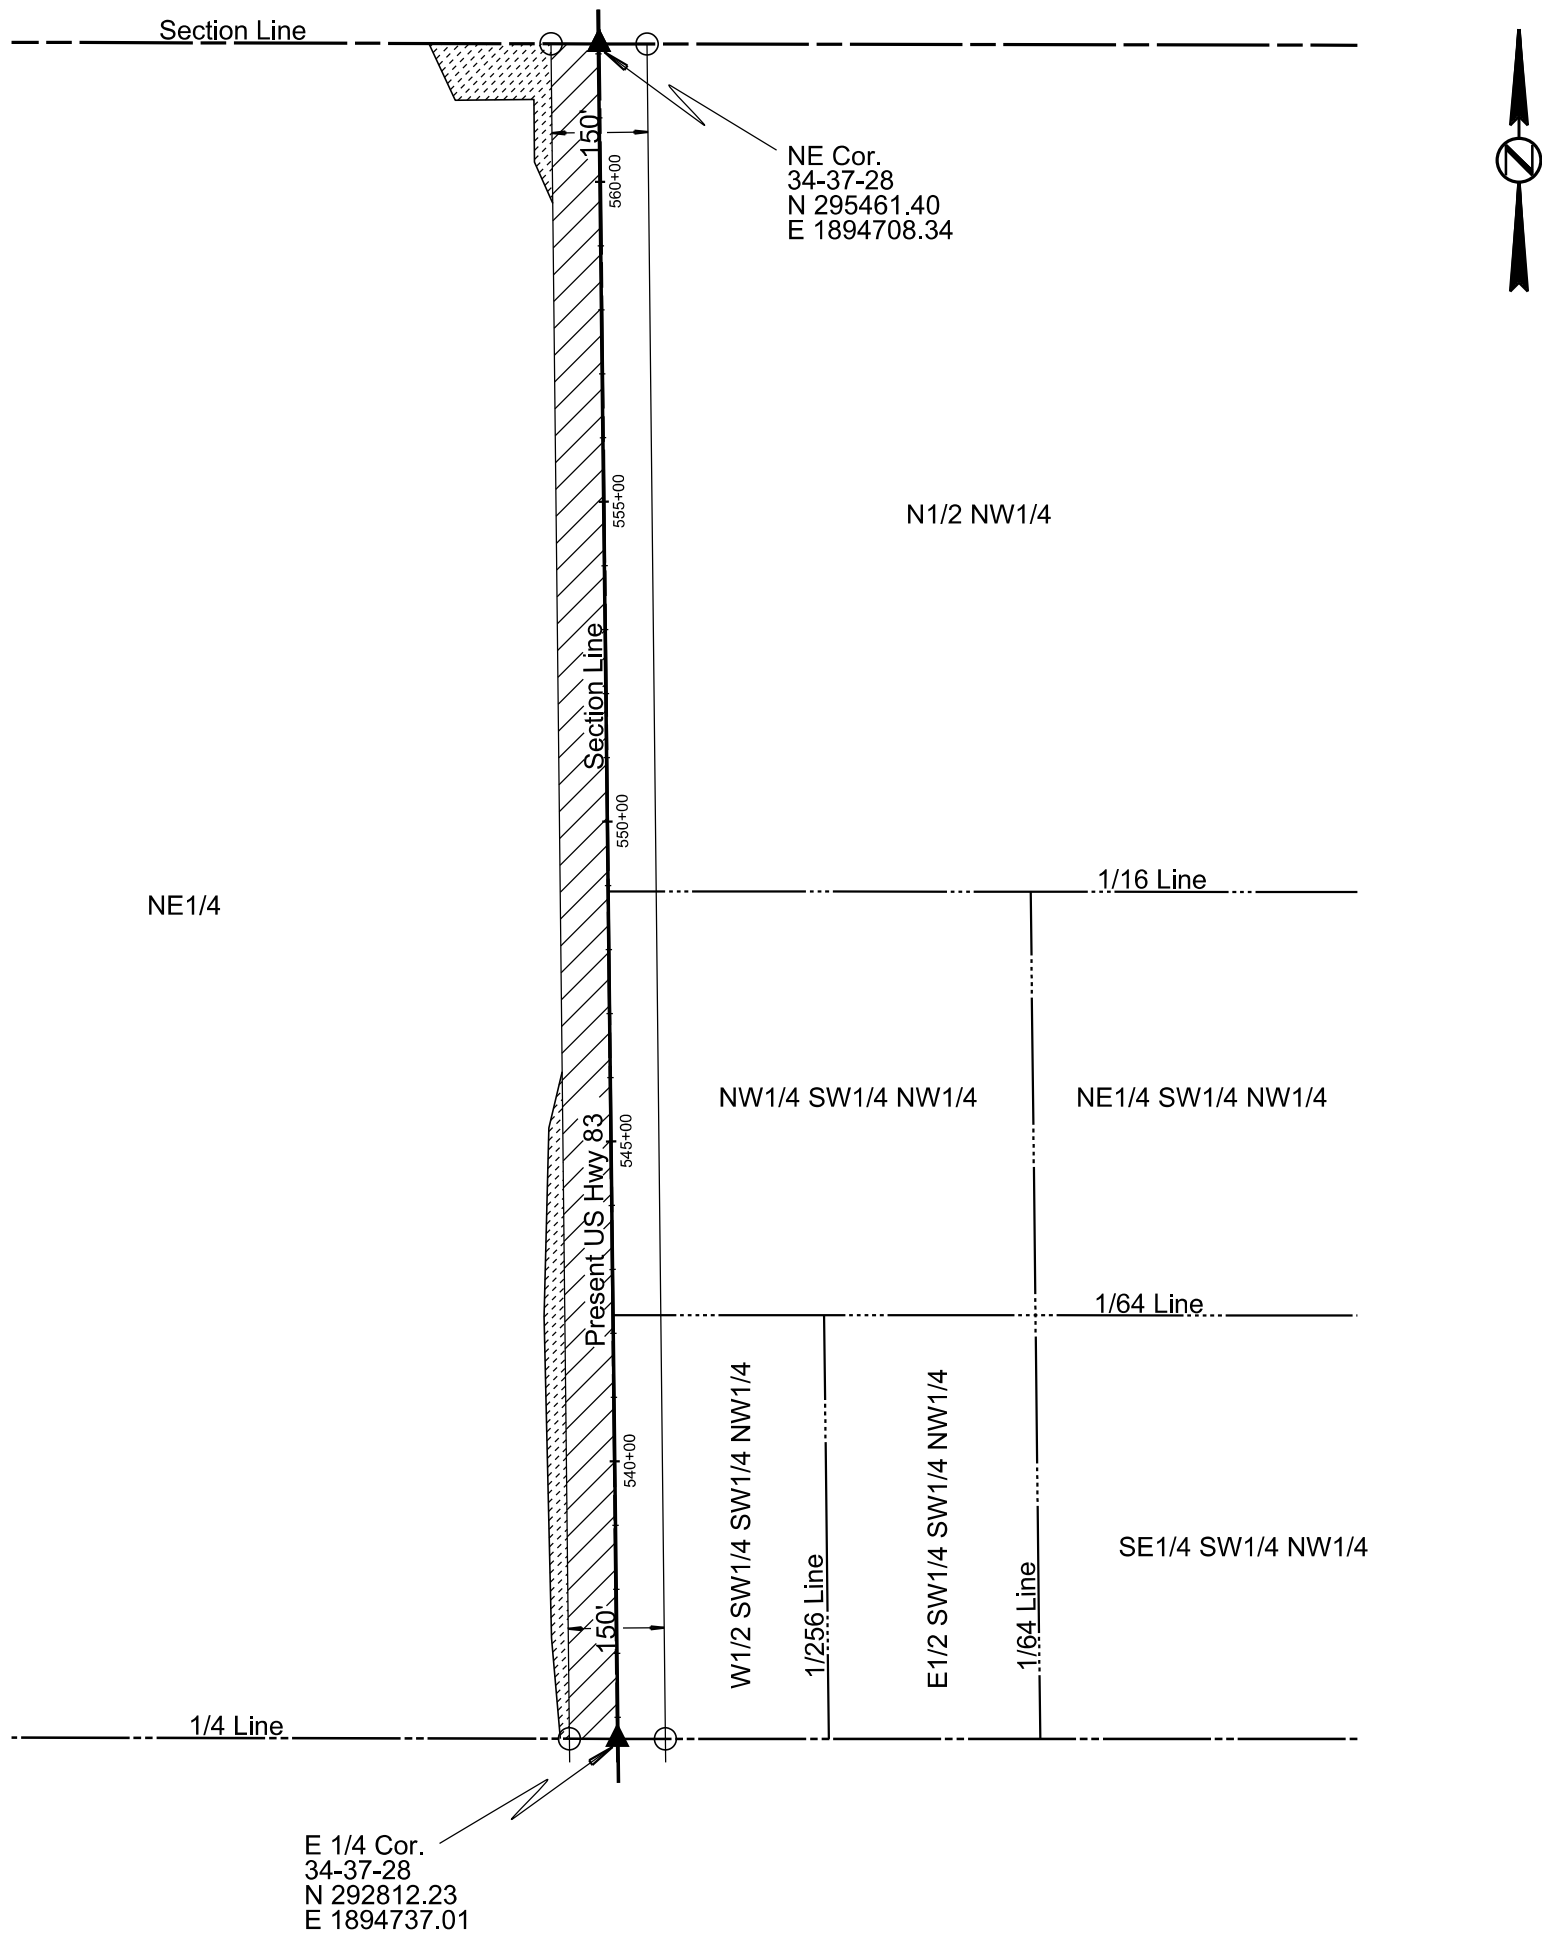 Section Line
N
150'
NE Cor.
34-37-28
N 295461.40
E 1894708.34
560+00
555+00
N1/2 NW1/4
Section Line
550+00
1/16 Line
NE1/4
NW1/4 SW1/4 NW1/4
NE1/4 SW1/4 NW1/4
Present US Hwy 83
545+00
1/64 Line
540+00
W1/2 SW1/4 SW1/4 NW1/4
1/256 Line
E1/2 SW1/4 SW1/4 NW1/4
1/64 Line
SE1/4 SW1/4 NW1/4
150'
1/4 Line
E 1/4 Cor.
34-37-28
N 292812.23
E 1894737.01